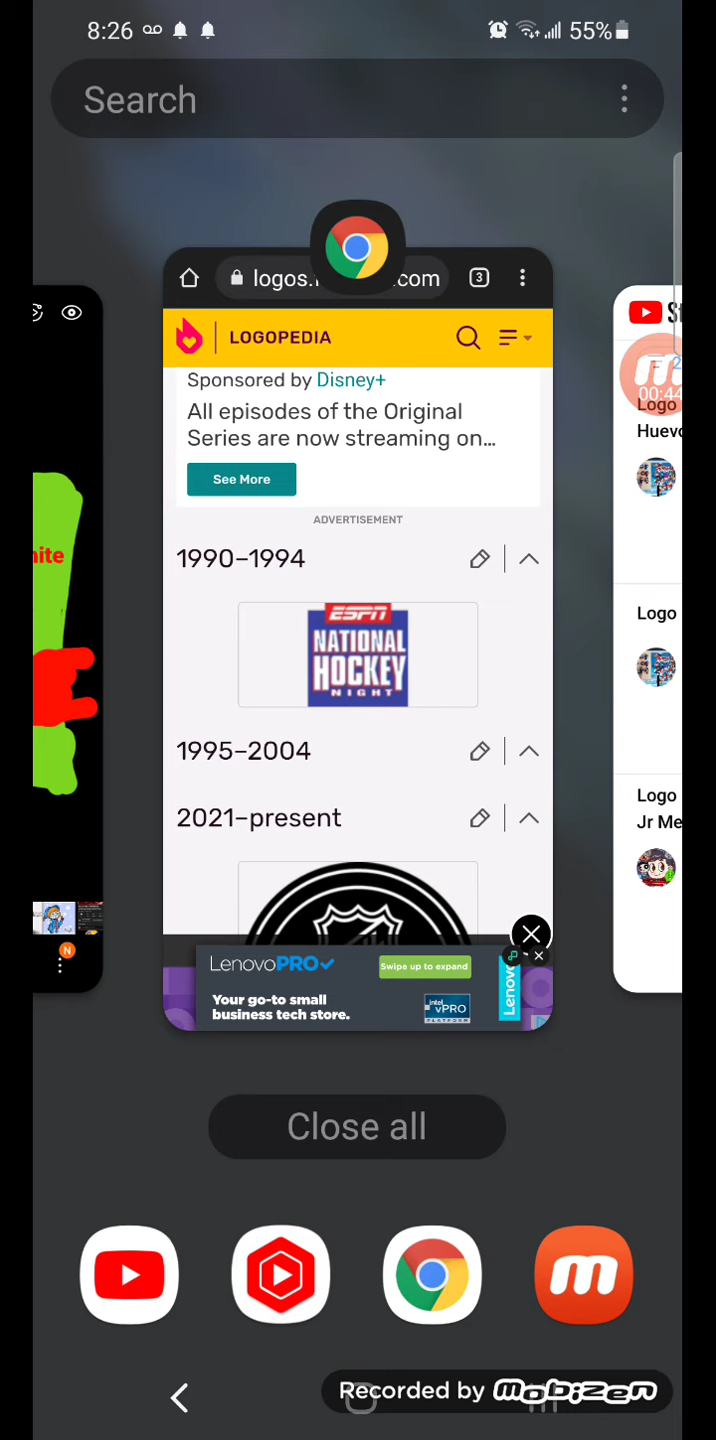 8:26
55%
Search
logos.
com
3
LOGOPEDIA
Sponsored by Disney+
All episodes of the Original
Series are now streaming on...
See More
ADVERTISEMENT
1990–1994
ESPN
NATIONAL
HOCKEY
NIGHT
1995–2004
2021–present
LenovoPRO
Swipe up to expand
Your go-to small
business tech store.
intel
vPRO
PLATFORM
Lenovo
N
00:44
Logo
Huevo
Logo
Logo
Jr Me
Close all
m
Recorded by mobizen